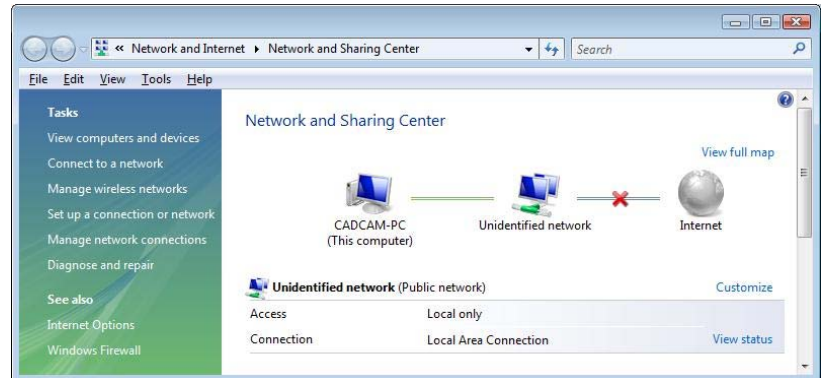 « Network and Internet ▸ Network and Sharing Center
Search
File Edit View Tools Help
Tasks
View computers and devices
Connect to a network
Manage wireless networks
Set up a connection or network
Manage network connections
Diagnose and repair
See also
Internet Options
Windows Firewall
Network and Sharing Center
View full map
CADCAM-PC
(This computer)
Unidentified network
Internet
Unidentified network (Public network)
Customize
Access Local only
Connection Local Area Connection View status